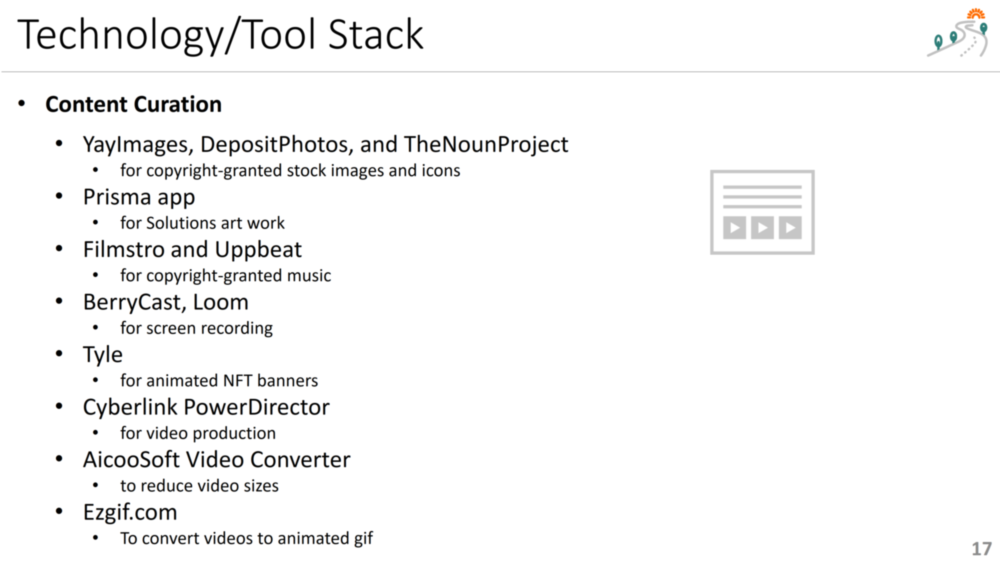 Technology/Tool Stack
• Content Curation
• YayImages, DepositPhotos, and TheNounProject
• for copyright-granted stock images and icons
• Prisma app
• for Solutions art work
• Filmstro and Uppbeat
• for copyright-granted music
• BerryCast, Loom
• for screen recording
• Tyle
• for animated NFT banners
• Cyberlink PowerDirector
• for video production
• AicooSoft Video Converter
• to reduce video sizes
• Ezgif.com
• To convert videos to animated gif
17